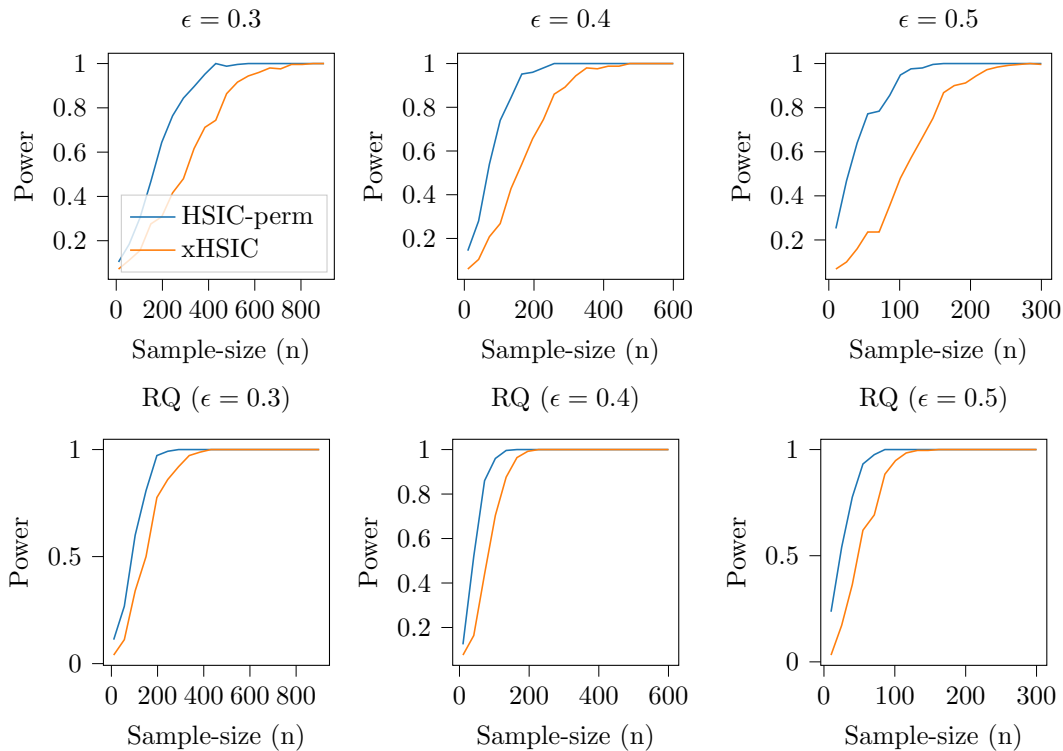 ϵ = 0.3
ϵ = 0.4
ϵ = 0.5
1
0.8
0.6
0.4
0.2
Power
0 200 400 600 800
Sample-size (n)
HSIC-perm
xHSIC
1
0.8
0.6
0.4
0.2
Power
0 200 400 600
Sample-size (n)
1
0.8
0.6
0.4
0.2
Power
0 100 200 300
Sample-size (n)
RQ (ϵ = 0.3)
RQ (ϵ = 0.4)
RQ (ϵ = 0.5)
1
0.5
0
Power
0 200 400 600 800
Sample-size (n)
1
0.8
0.6
0.4
0.2
Power
0 200 400 600
Sample-size (n)
1
0.5
0
Power
0 100 200 300
Sample-size (n)